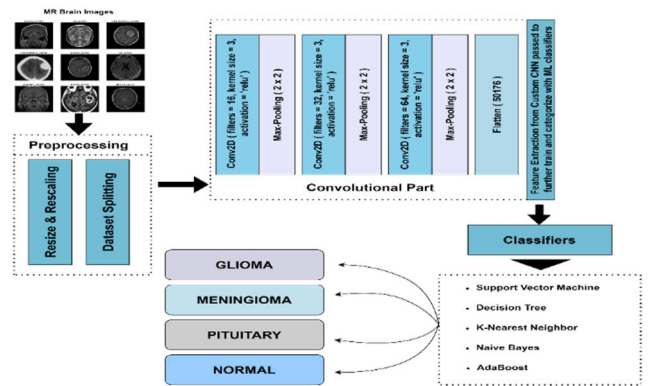 MR Brain Images
Preprocessing
Resize & Rescaling
Dataset Splitting
Conv2D ( filters = 16, kernel size = 3,
activation = 'relu')
Max-Pooling ( 2 x 2 )
Conv2D ( filters = 32, kernel size = 3,
activation = 'relu')
Max-Pooling ( 2 x 2 )
Conv2D ( filters = 64, kernel size = 3,
activation = 'relu')
Max-Pooling ( 2 x 2 )
Flatten ( 50176 )
Convolutional Part
Feature Extraction from Custom CNN passed to
further train and categorize with ML classifiers
Classifiers
• Support Vector Machine
• Decision Tree
• K-Nearest Neighbor
• Naive Bayes
• AdaBoost
GLIOMA
MENINGIOMA
PITUITARY
NORMAL